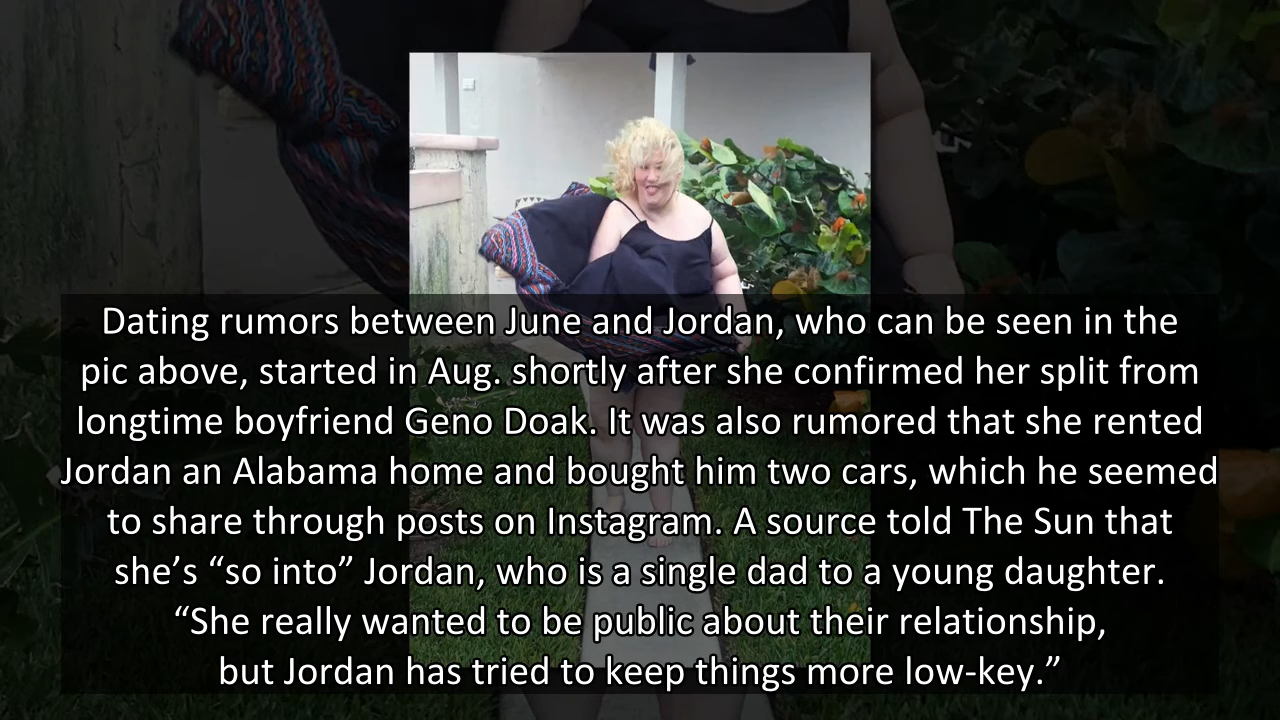 Dating rumors between June and Jordan, who can be seen in the
pic above, started in Aug. shortly after she confirmed her split from
longtime boyfriend Geno Doak. It was also rumored that she rented
Jordan an Alabama home and bought him two cars, which he seemed
to share through posts on Instagram. A source told The Sun that
she’s “so into” Jordan, who is a single dad to a young daughter.
“She really wanted to be public about their relationship,
but Jordan has tried to keep things more low-key.”